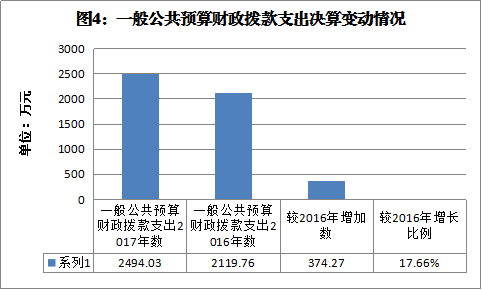 图4：一般公共预算财政拨款支出决算变动情况
单位：万元
3000
2500
2000
1500
1000
500
0
一般公共预算
财政拨款支出2
017年数
一般公共预算
财政拨款支出2
016年数
较2016年增加
数
较2016年增长
比例
系列1 2494.03 2119.76 374.27 17.66%